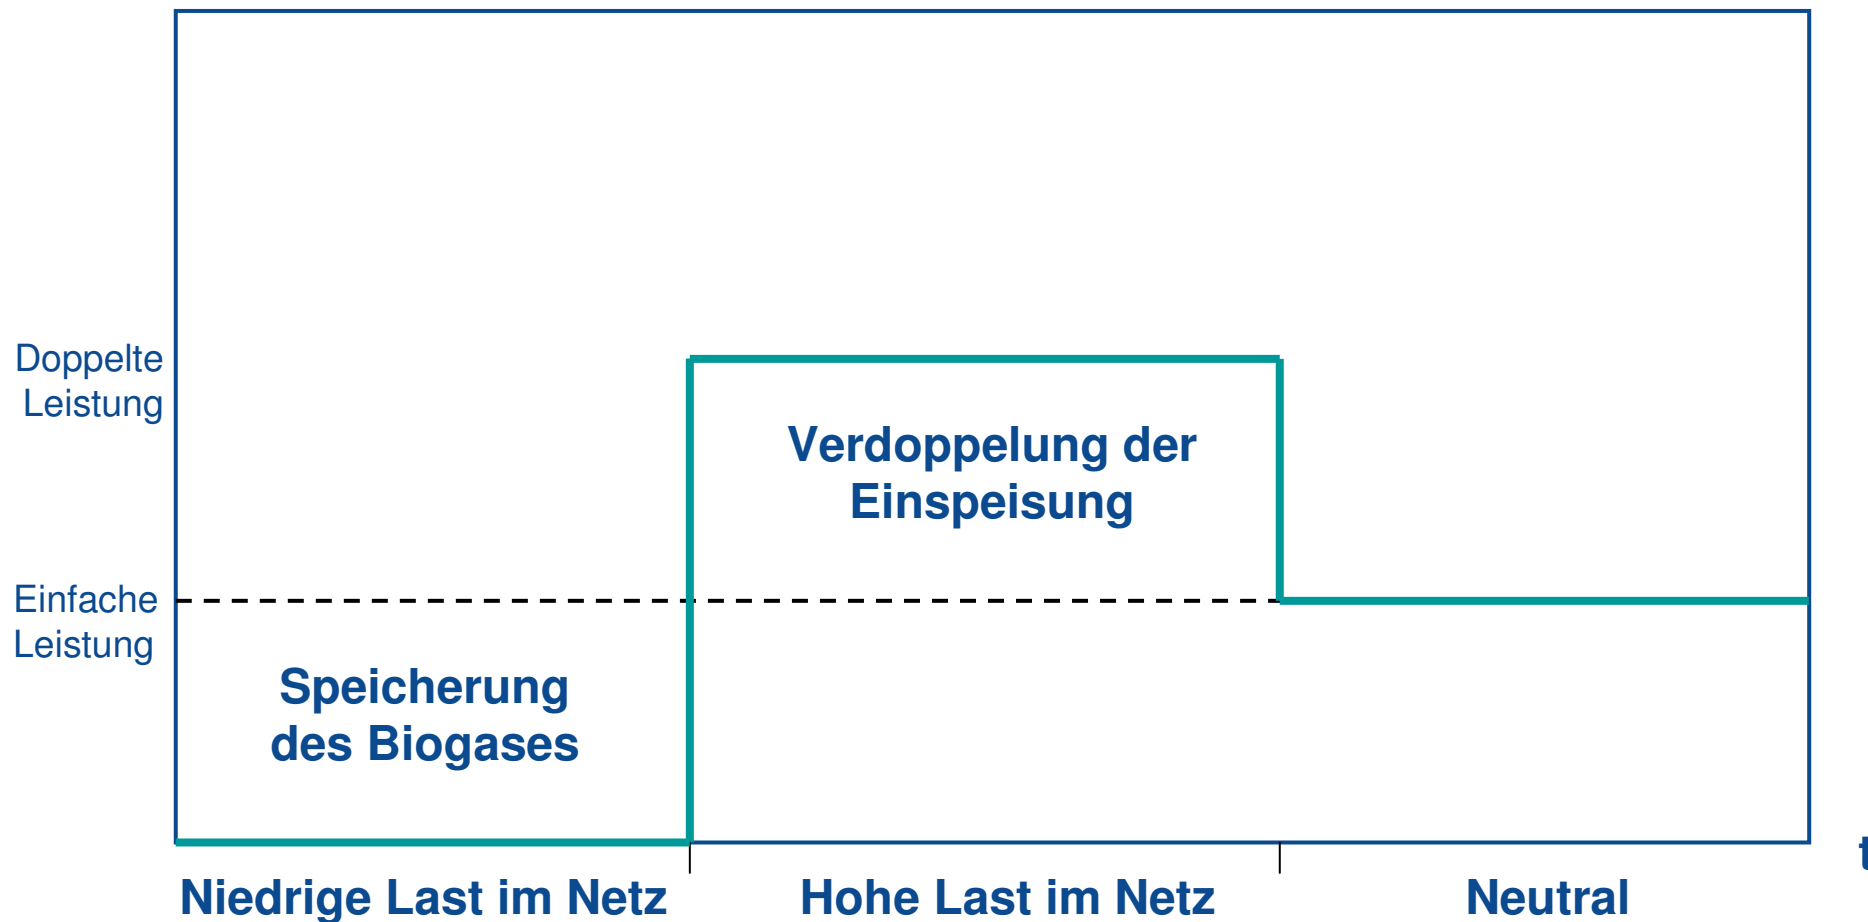 Doppelte
Leistung
Verdoppelung der
Einspeisung
Einfache
Leistung
Speicherung
des Biogases
t
Niedrige Last im Netz
Hohe Last im Netz
Neutral